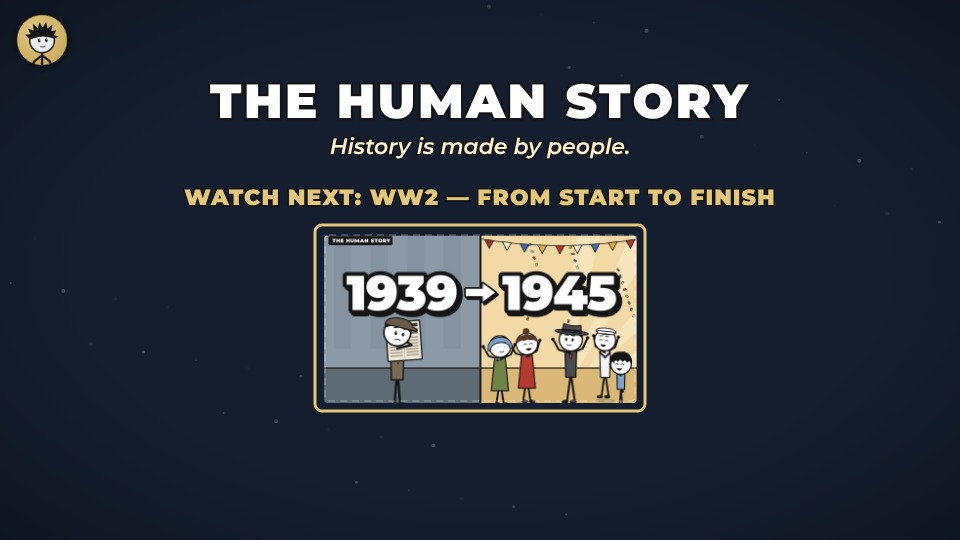 THE HUMAN STORY
History is made by people.
WATCH NEXT: WW2 — FROM START TO FINISH
THE HUMAN STORY
1939 → 1945